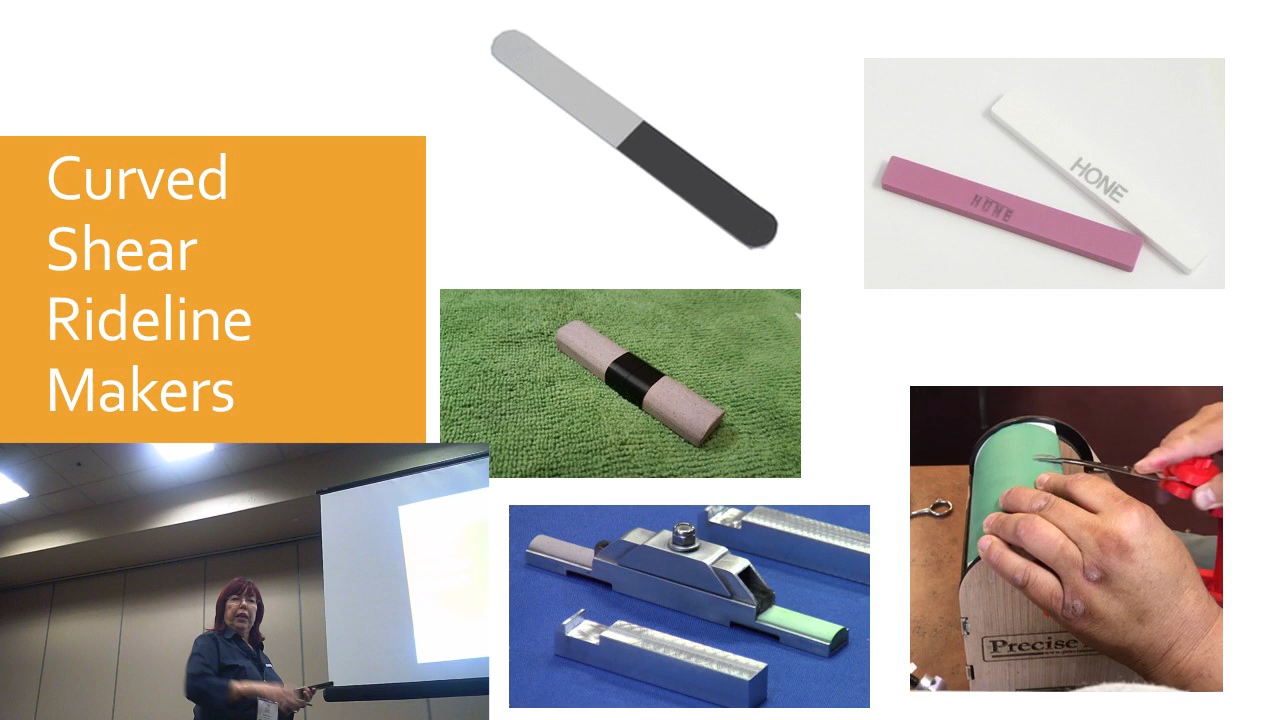 Curved
Shear
Rideline
Makers
HONE
HONE
Precise